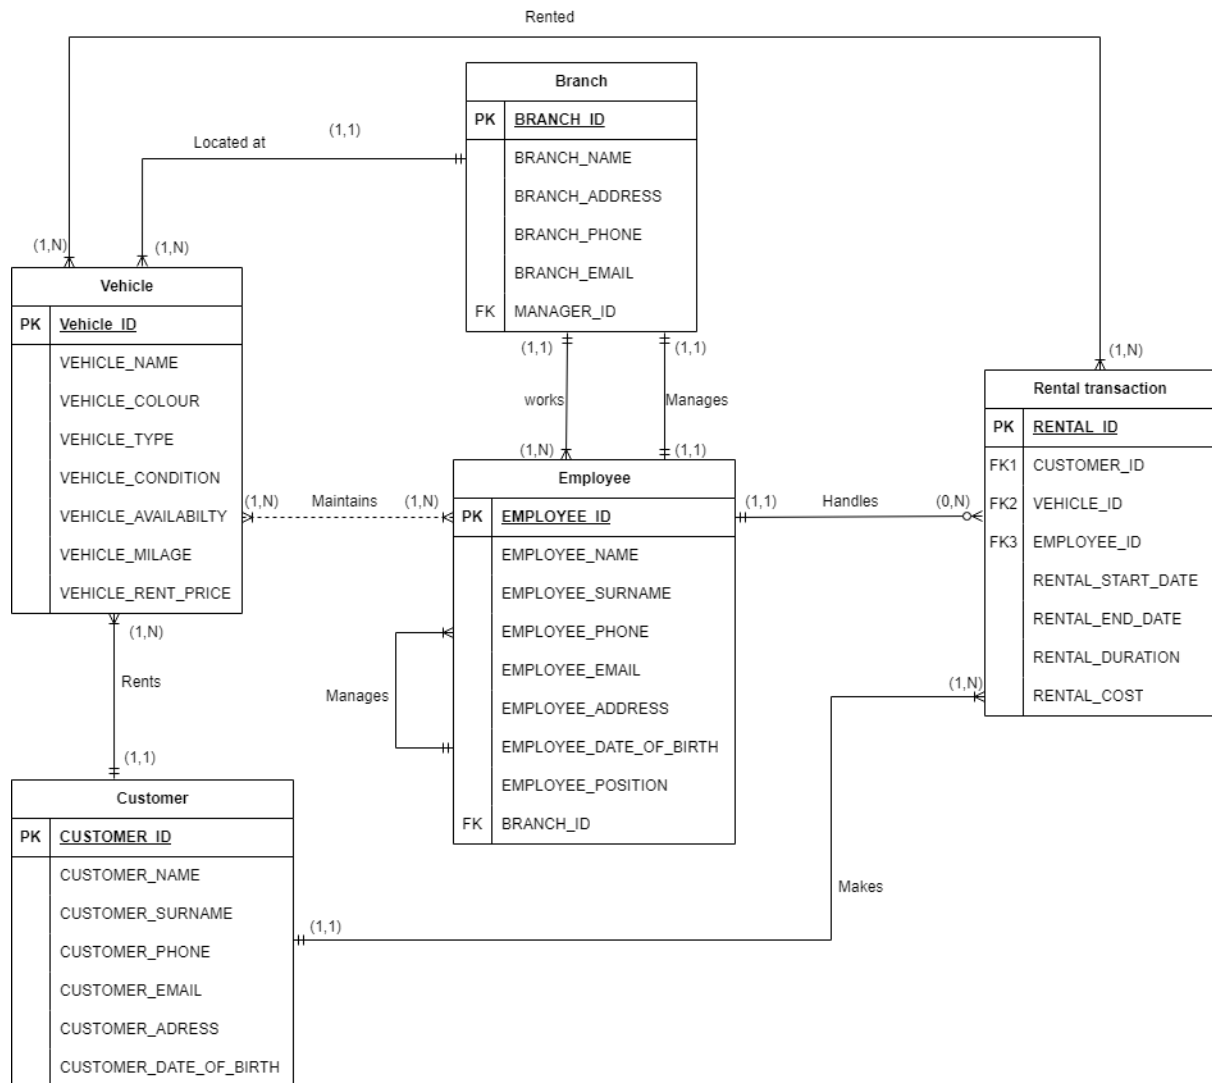 Rented
Branch
PK BRANCH_ID
BRANCH_NAME
BRANCH_ADDRESS
BRANCH_PHONE
BRANCH_EMAIL
FK MANAGER_ID
Located at
(1,1)
(1,N)
(1,N)
Vehicle
PK Vehicle_ID
VEHICLE_NAME
VEHICLE_COLOUR
VEHICLE_TYPE
VEHICLE_CONDITION
VEHICLE_AVAILABILTY
VEHICLE_MILAGE
VEHICLE_RENT_PRICE
(1,1)
(1,1)
works
Manages
(1,N)
(1,1)
(1,N)
Maintains
(1,N)
Employee
PK EMPLOYEE_ID
EMPLOYEE_NAME
EMPLOYEE_SURNAME
EMPLOYEE_PHONE
EMPLOYEE_EMAIL
EMPLOYEE_ADDRESS
EMPLOYEE_DATE_OF_BIRTH
EMPLOYEE_POSITION
FK BRANCH_ID
Manages
(1,1)
Handles
(0,N)
(1,N)
Rental transaction
PK RENTAL_ID
FK1 CUSTOMER_ID
FK2 VEHICLE_ID
FK3 EMPLOYEE_ID
RENTAL_START_DATE
RENTAL_END_DATE
RENTAL_DURATION
RENTAL_COST
(1,N)
(1,N)
Rents
(1,1)
Customer
PK CUSTOMER_ID
CUSTOMER_NAME
CUSTOMER_SURNAME
CUSTOMER_PHONE
CUSTOMER_EMAIL
CUSTOMER_ADRESS
CUSTOMER_DATE_OF_BIRTH
(1,1)
Makes